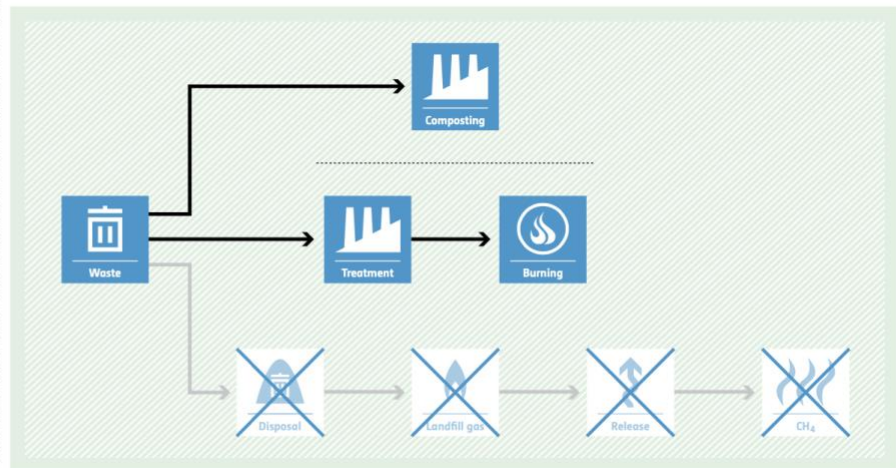 Composting
Waste
Treatment
Burning
Disposal
Landfill gas
Release
CH₄